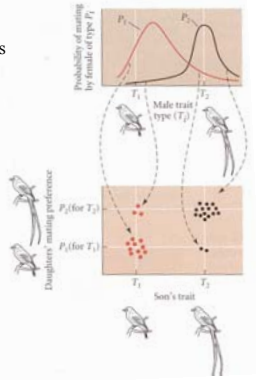 s
Probability of mating
by female of type Pᵢ
P₁
P₂
T₁
T₂
Male trait
type (Tᵢ)
Daughters' mating preference
P₂(for T₂)
P₁(for T₁)
T₁
T₂
Son's trait